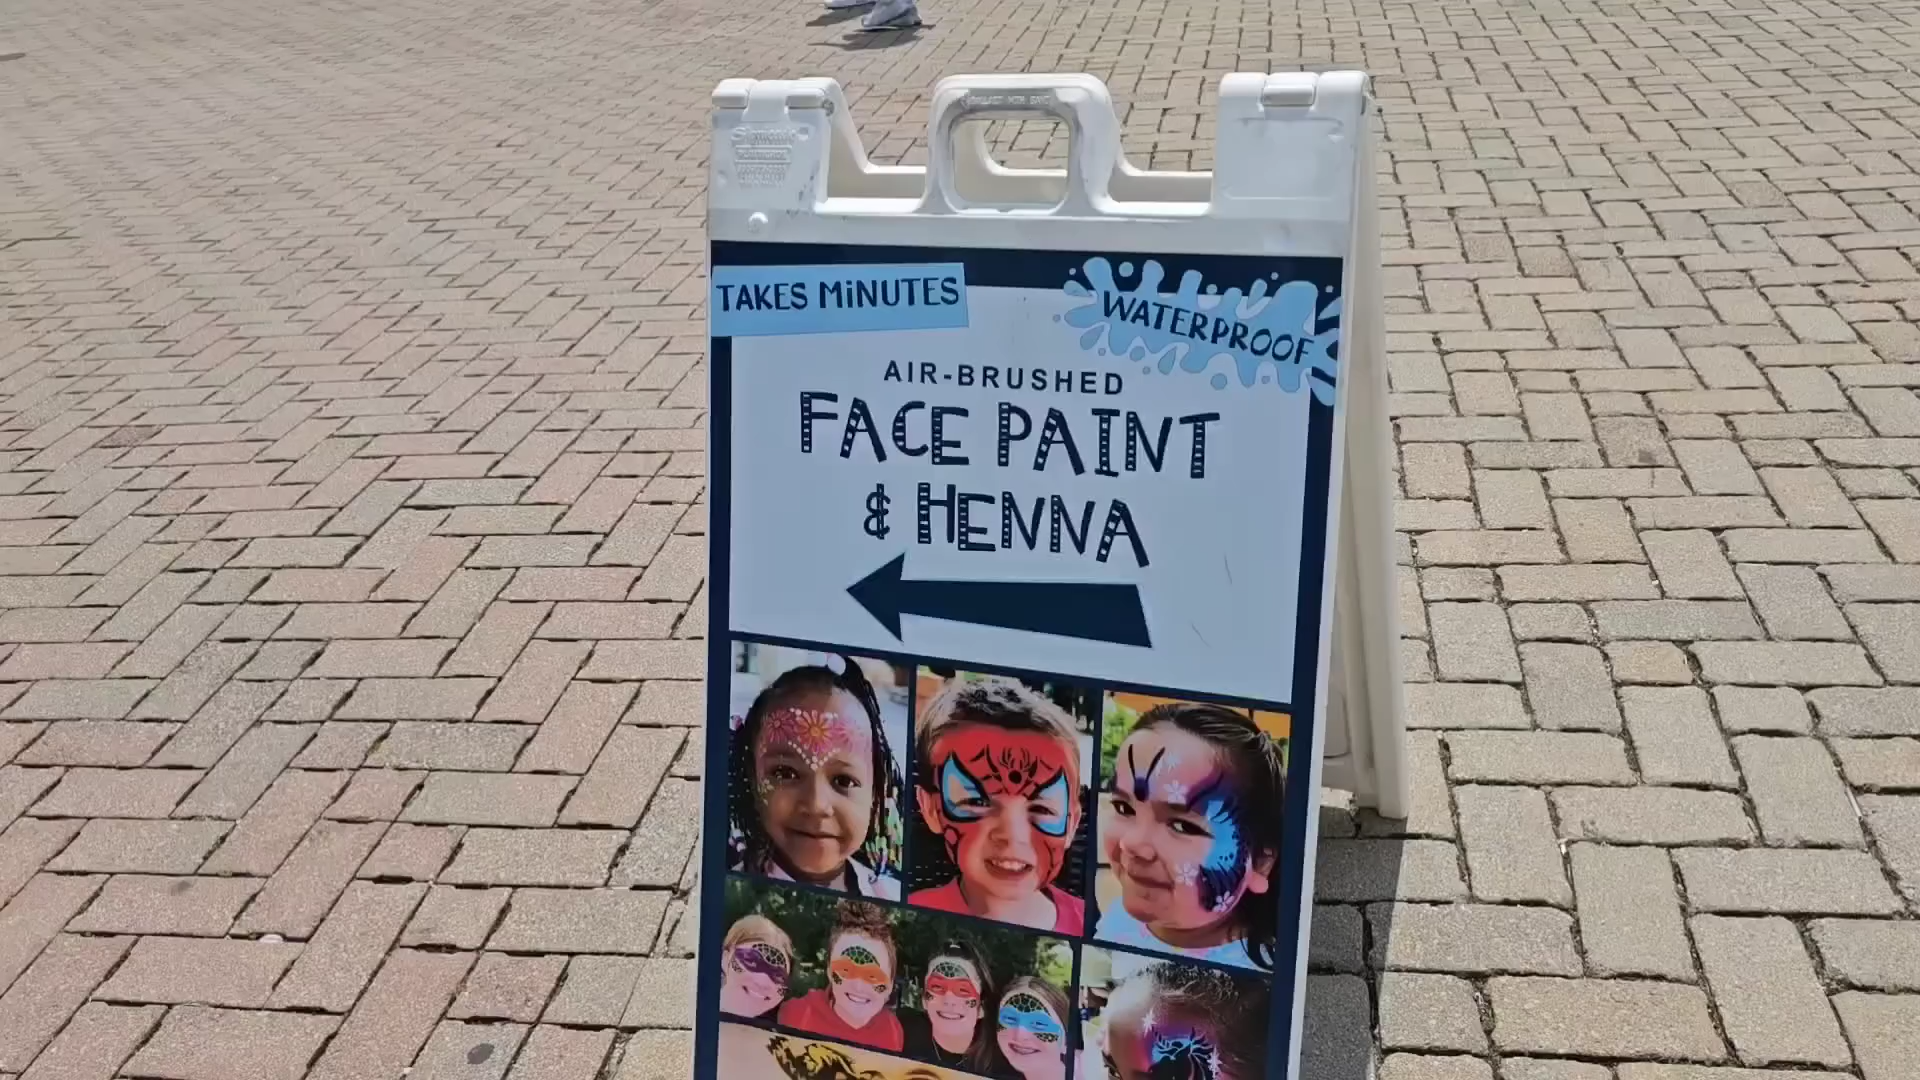 TAKES MiNUTES
WATERPROOF
AIR-BRUSHED
FACE PAINT
& HENNA